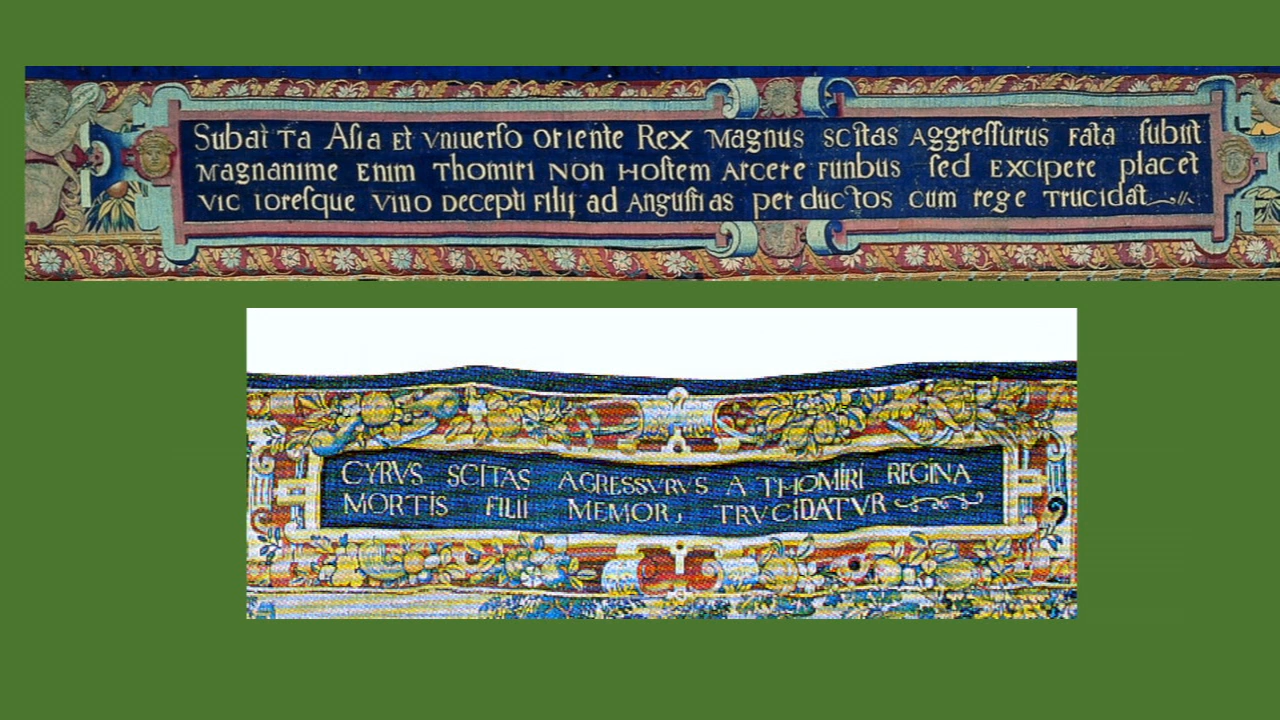 Subacta Asia Et vniuerso Oriente Rex Magnus scitas Aggressurus Fata subiit
Magnanime Enim Thomiri Non Hostem Arcere Finibus sed Excipere placet
victoresque vino Decepti Filij ad Angustias perductos cum rege Trucidat
CYRVS SCITAS AGRESSVRVS A THOMIRI REGINA
MORTIS FILII MEMOR, TRVCIDATVR